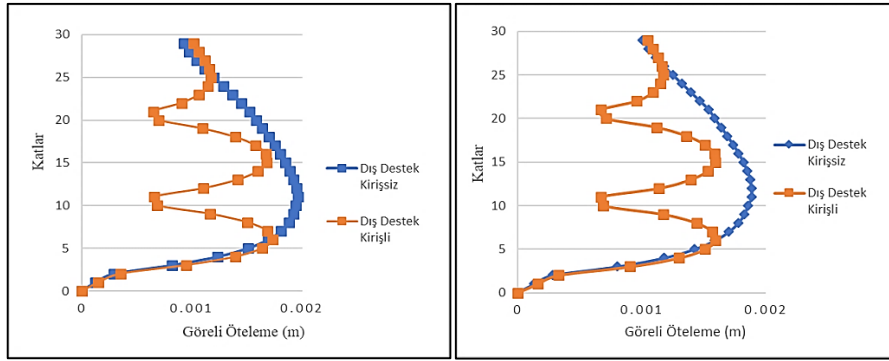 30
25
20
15
10
5
0
Katlar
0
0.001
0.002
Göreli Öteleme (m)
Dış Destek
Kirişsiz
Dış Destek
Kirişli
30
25
20
15
10
5
0
Katlar
0
0.001
0.002
Göreli Öteleme (m)
Dış Destek
Kirişsiz
Dış Destek
Kirişli